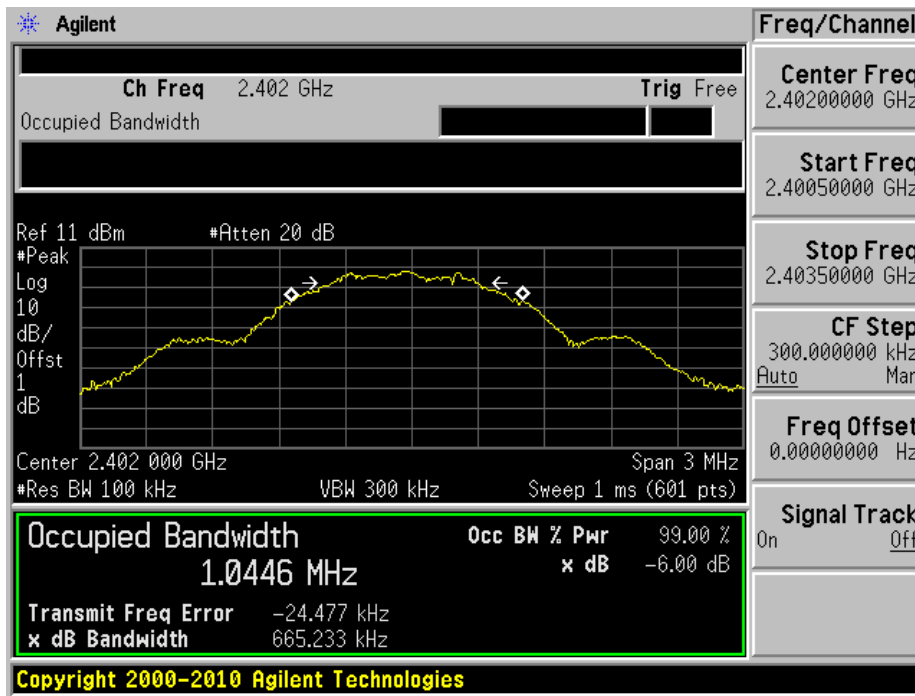 Agilent
Freq/Channel
Ch Freq 2.402 GHz Trig Free
Occupied Bandwidth
Center Freq
2.40200000 GHz
Start Freq
2.40050000 GHz
Stop Freq
2.40350000 GHz
CF Step
300.000000 kHz
Auto Man
Freq Offset
0.00000000 Hz
Signal Track
On Off
Ref 11 dBm #Atten 20 dB
#Peak
Log
10
dB/
Offst
1
dB
Center 2.402 000 GHz Span 3 MHz
#Res BW 100 kHz VBW 300 kHz Sweep 1 ms (601 pts)
Occupied Bandwidth
1.0446 MHz
Occ BW % Pwr 99.00 %
x dB -6.00 dB
Transmit Freq Error -24.477 kHz
x dB Bandwidth 665.233 kHz
Copyright 2000-2010 Agilent Technologies